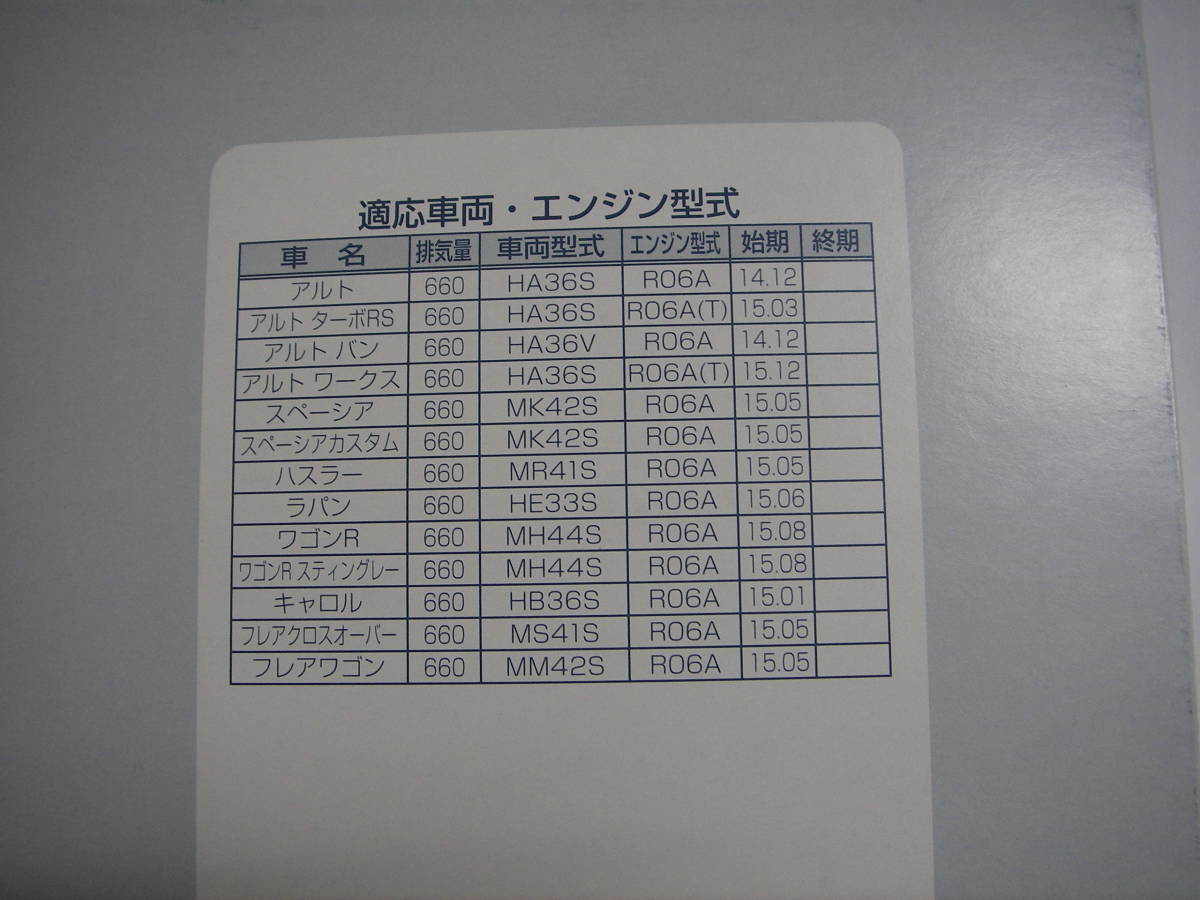 適応車両・エンジン型式
車 名 排気量 車両型式 エンジン型式 始期 終期
アルト 660 HA36S R06A 14.12
アルト ターボRS 660 HA36S R06A(T) 15.03
アルト バン 660 HA36V R06A 14.12
アルト ワークス 660 HA36S R06A(T) 15.12
スペーシア 660 MK42S R06A 15.05
スペーシアカスタム 660 MK42S R06A 15.05
ハスラー 660 MR41S R06A 15.05
ラパン 660 HE33S R06A 15.06
ワゴンR 660 MH44S R06A 15.08
ワゴンR スティングレー 660 MH44S R06A 15.08
キャロル 660 HB36S R06A 15.01
フレアクロスオーバー 660 MS41S R06A 15.05
フレアワゴン 660 MM42S R06A 15.05